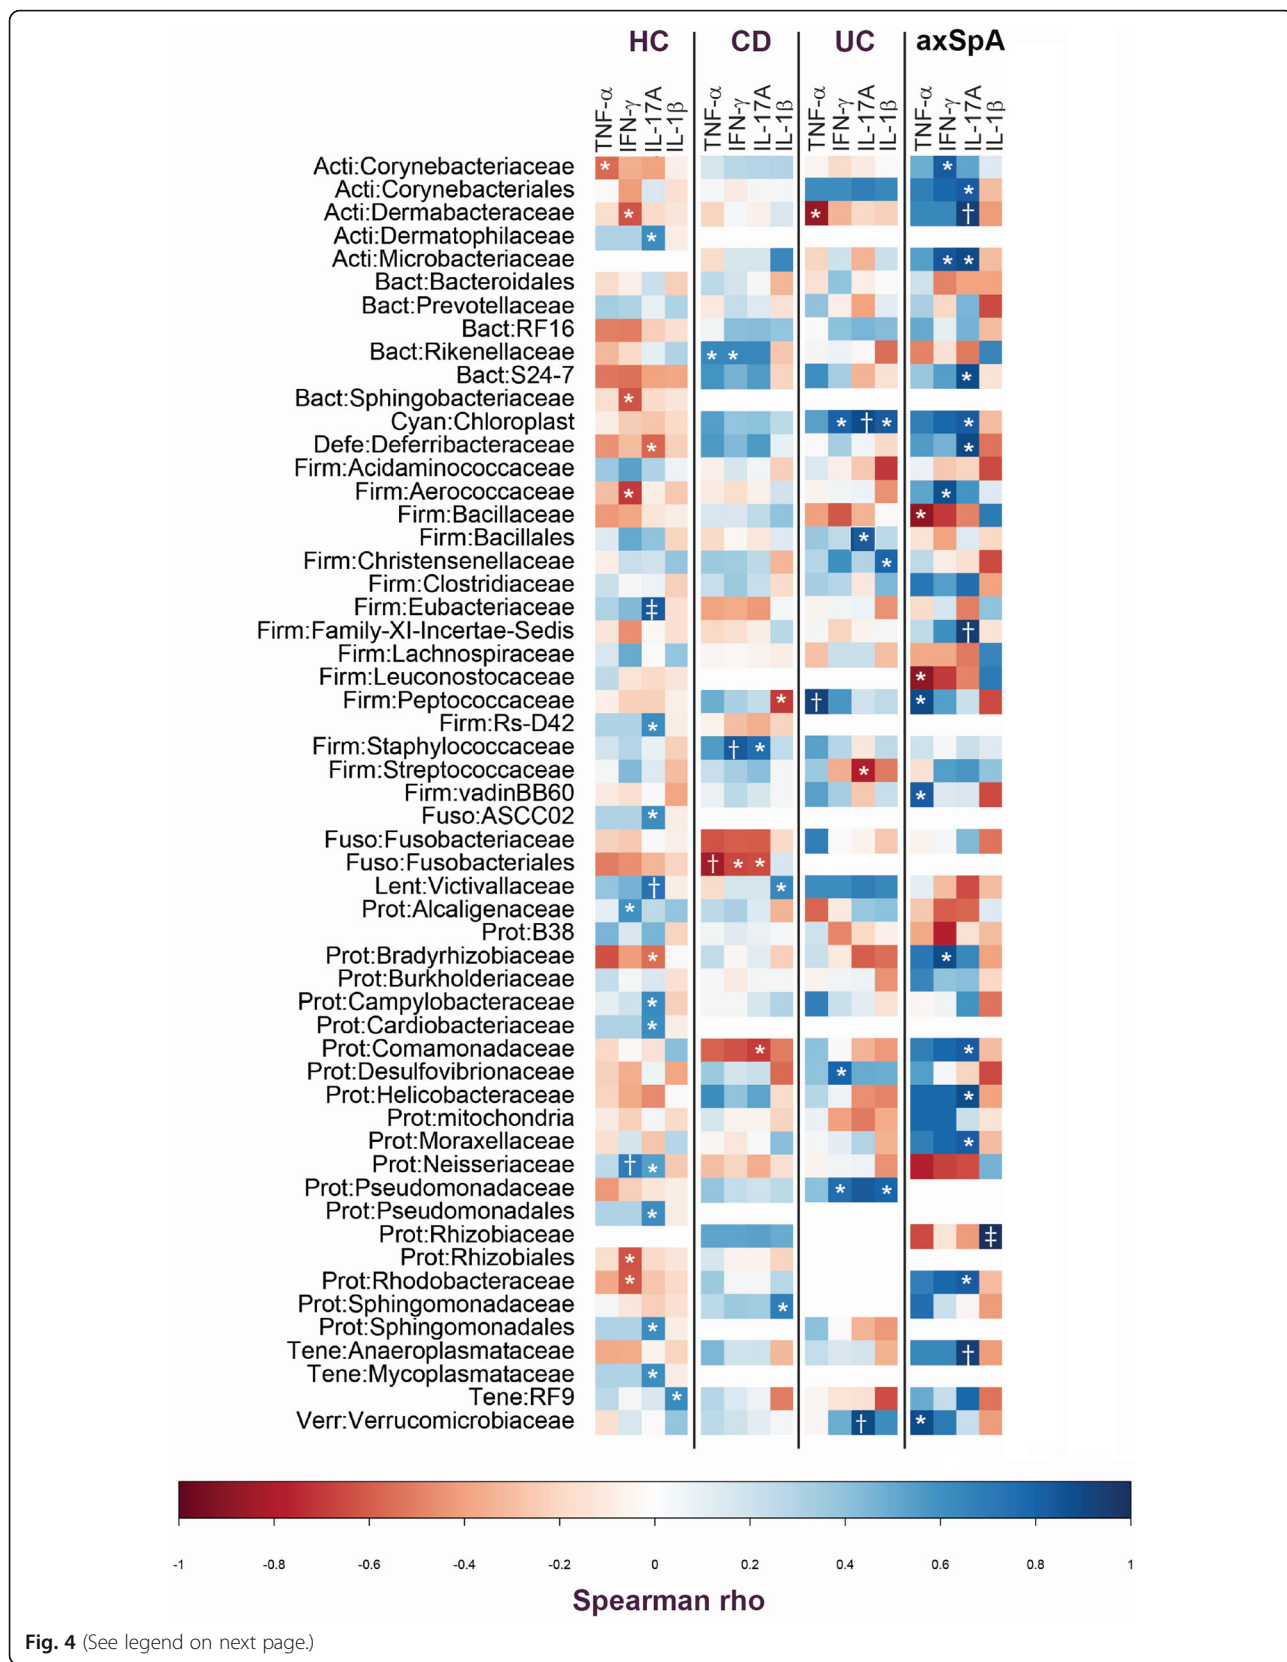 HC CD UC axSpA
TNF-α IFN-γ IL-17A IL-1β TNF-α IFN-γ IL-17A IL-1β TNF-α IFN-γ IL-17A IL-1β TNF-α IFN-γ IL-17A IL-1β
Acti:Corynebacteriaceae * *
Acti:Corynebacteriales *
Acti:Dermabacteraceae * * †
Acti:Dermatophilaceae *
Acti:Microbacteriaceae * *
Bact:Bacteroidales
Bact:Prevotellaceae
Bact:RF16
Bact:Rikenellaceae * *
Bact:S24-7 *
Bact:Sphingobacteriaceae *
Cyan:Chloroplast * † * *
Defe:Deferribacteraceae * *
Firm:Acidaminococcaceae
Firm:Aerococcaceae * *
Firm:Bacillaceae *
Firm:Bacillales *
Firm:Christensenellaceae *
Firm:Clostridiaceae
Firm:Eubacteriaceae ‡
Firm:Family-XI-Incertae-Sedis †
Firm:Lachnospiraceae
Firm:Leuconostocaceae *
Firm:Peptococcaceae * † *
Firm:Rs-D42 *
Firm:Staphylococcaceae † *
Firm:Streptococcaceae *
Firm:vadinBB60 *
Fuso:ASCC02 *
Fuso:Fusobacteriaceae
Fuso:Fusobacteriales † * *
Lent:Victivallaceae † *
Prot:Alcaligenaceae *
Prot:B38
Prot:Bradyrhizobiaceae * *
Prot:Burkholderiaceae
Prot:Campylobacteraceae *
Prot:Cardiobacteriaceae *
Prot:Comamonadaceae * *
Prot:Desulfovibrionaceae *
Prot:Helicobacteraceae *
Prot:mitochondria
Prot:Moraxellaceae *
Prot:Neisseriaceae † *
Prot:Pseudomonadaceae * *
Prot:Pseudomonadales *
Prot:Rhizobiaceae ‡
Prot:Rhizobiales *
Prot:Rhodobacteraceae * *
Prot:Sphingomonadaceae *
Prot:Sphingomonadales *
Tene:Anaeroplasmataceae †
Tene:Mycoplasmataceae *
Tene:RF9 *
Verr:Verrucomicrobiaceae † *
-1 -0.8 -0.6 -0.4 -0.2 0 0.2 0.4 0.6 0.8 1
Spearman rho
Fig. 4 (See legend on next page.)